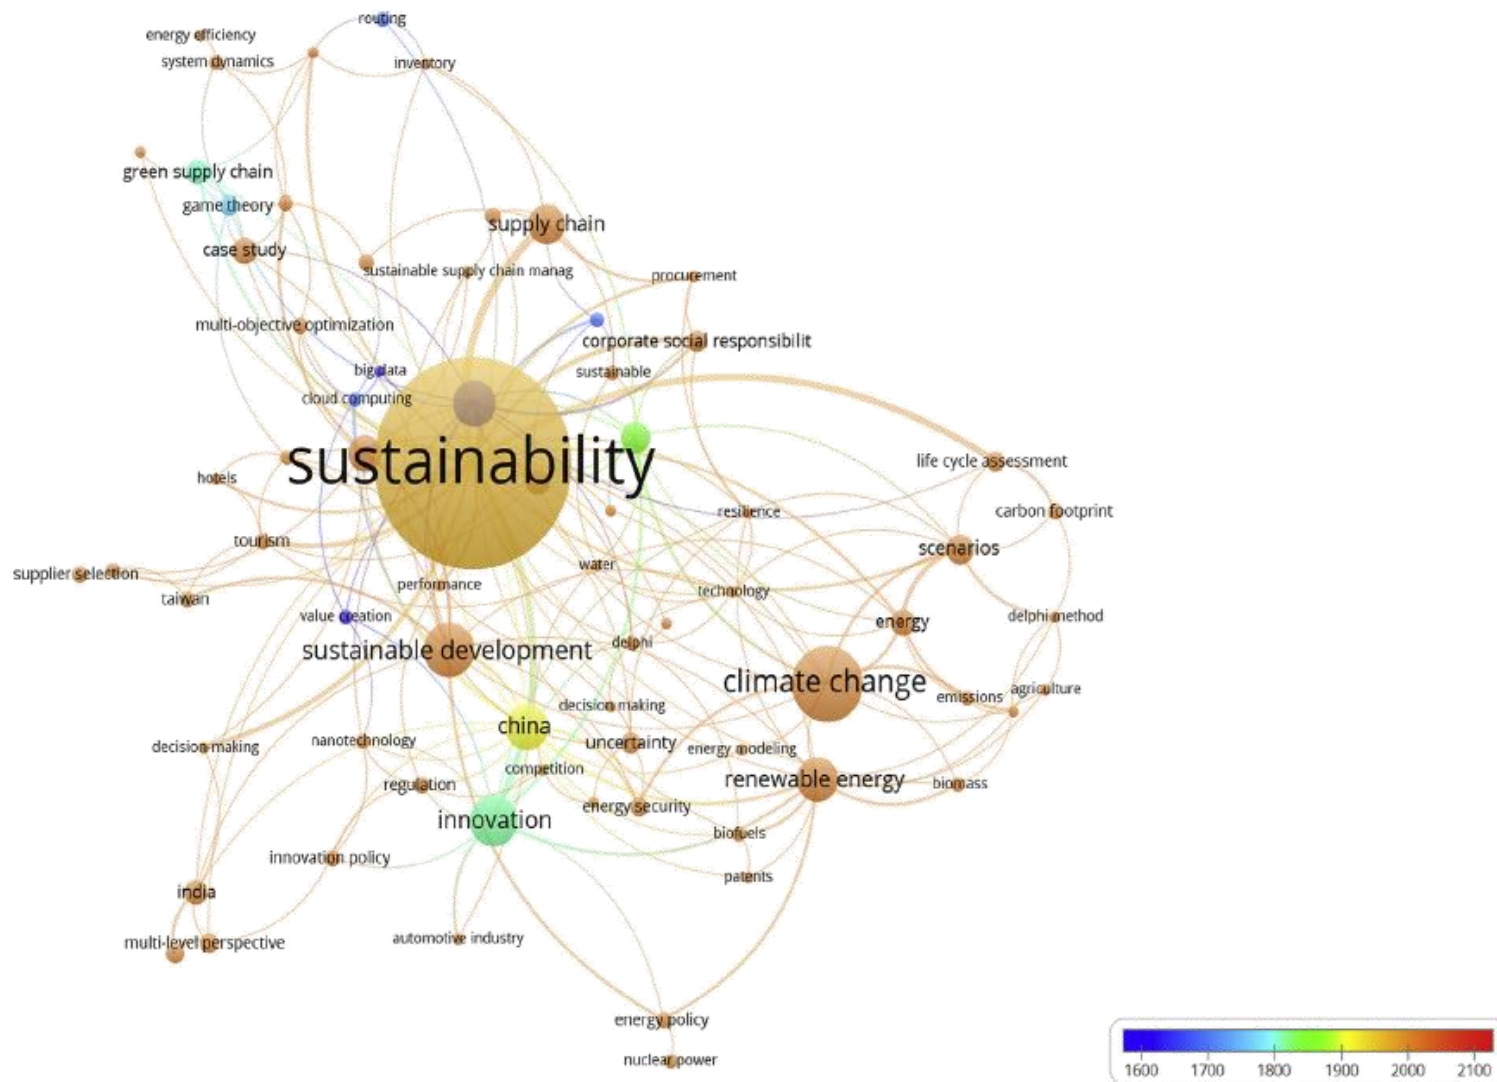 routing
energy efficiency
system dynamics
inventory
green supply chain
game theory
supply chain
case study
sustainable supply chain manag
procurement
multi-objective optimization
corporate social responsibilit
big data
sustainable
cloud computing
sustainability
life cycle assessment
hotels
resilience
carbon footprint
tourism
scenarios
water
supplier selection
performance
technology
taiwan
value creation
delphi method
energy
delphi
sustainable development
climate change
agriculture
emissions
decision making
china
nanotechnology
uncertainty
decision making
energy modeling
competition
renewable energy
biomass
regulation
energy security
innovation
biofuels
innovation policy
patents
india
automotive industry
multi-level perspective
energy policy
nuclear power
1600 1700 1800 1900 2000 2100